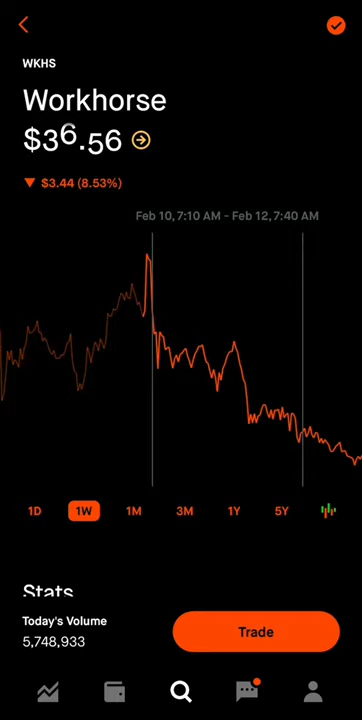 WKHS
Workhorse
$36.56
▼ $3.44 (8.53%)
Feb 10, 7:10 AM - Feb 12, 7:40 AM
1D 1W 1M 3M 1Y 5Y
Stats
Today's Volume
5,748,933
Trade